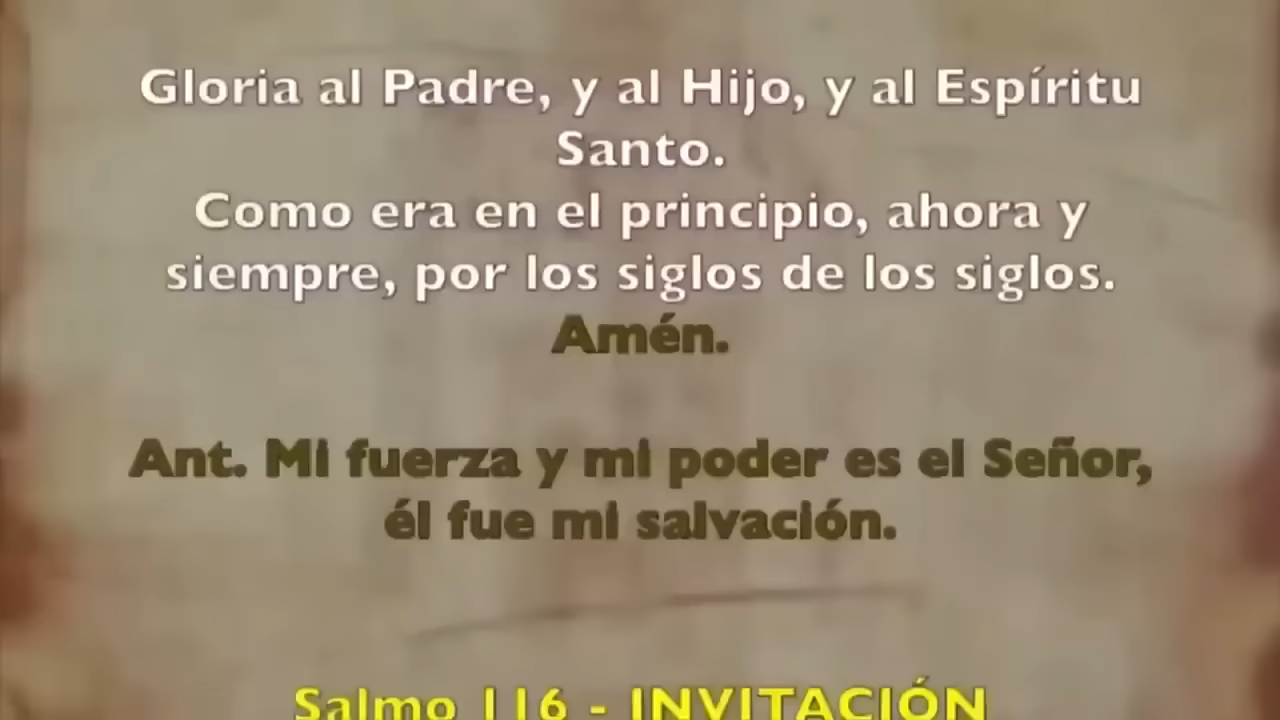 Gloria al Padre, y al Hijo, y al Espíritu
Santo.
Como era en el principio, ahora y
siempre, por los siglos de los siglos.
Amén.
Ant. Mi fuerza y mi poder es el Señor,
él fue mi salvación.
Salmo 116 - INVITACIÓN